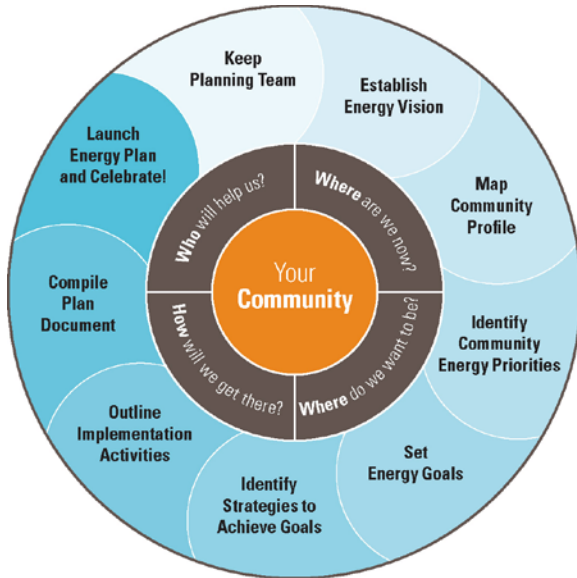 Keep
Planning Team
Establish
Energy Vision
Map
Community
Profile
Identify
Community
Energy Priorities
Set
Energy Goals
Identify
Strategies to
Achieve Goals
Outline
Implementation
Activities
Compile
Plan
Document
Launch
Energy Plan
and Celebrate!
Who will help us?
Where are we now?
Where do we want to be?
How will we get there?
Your
Community